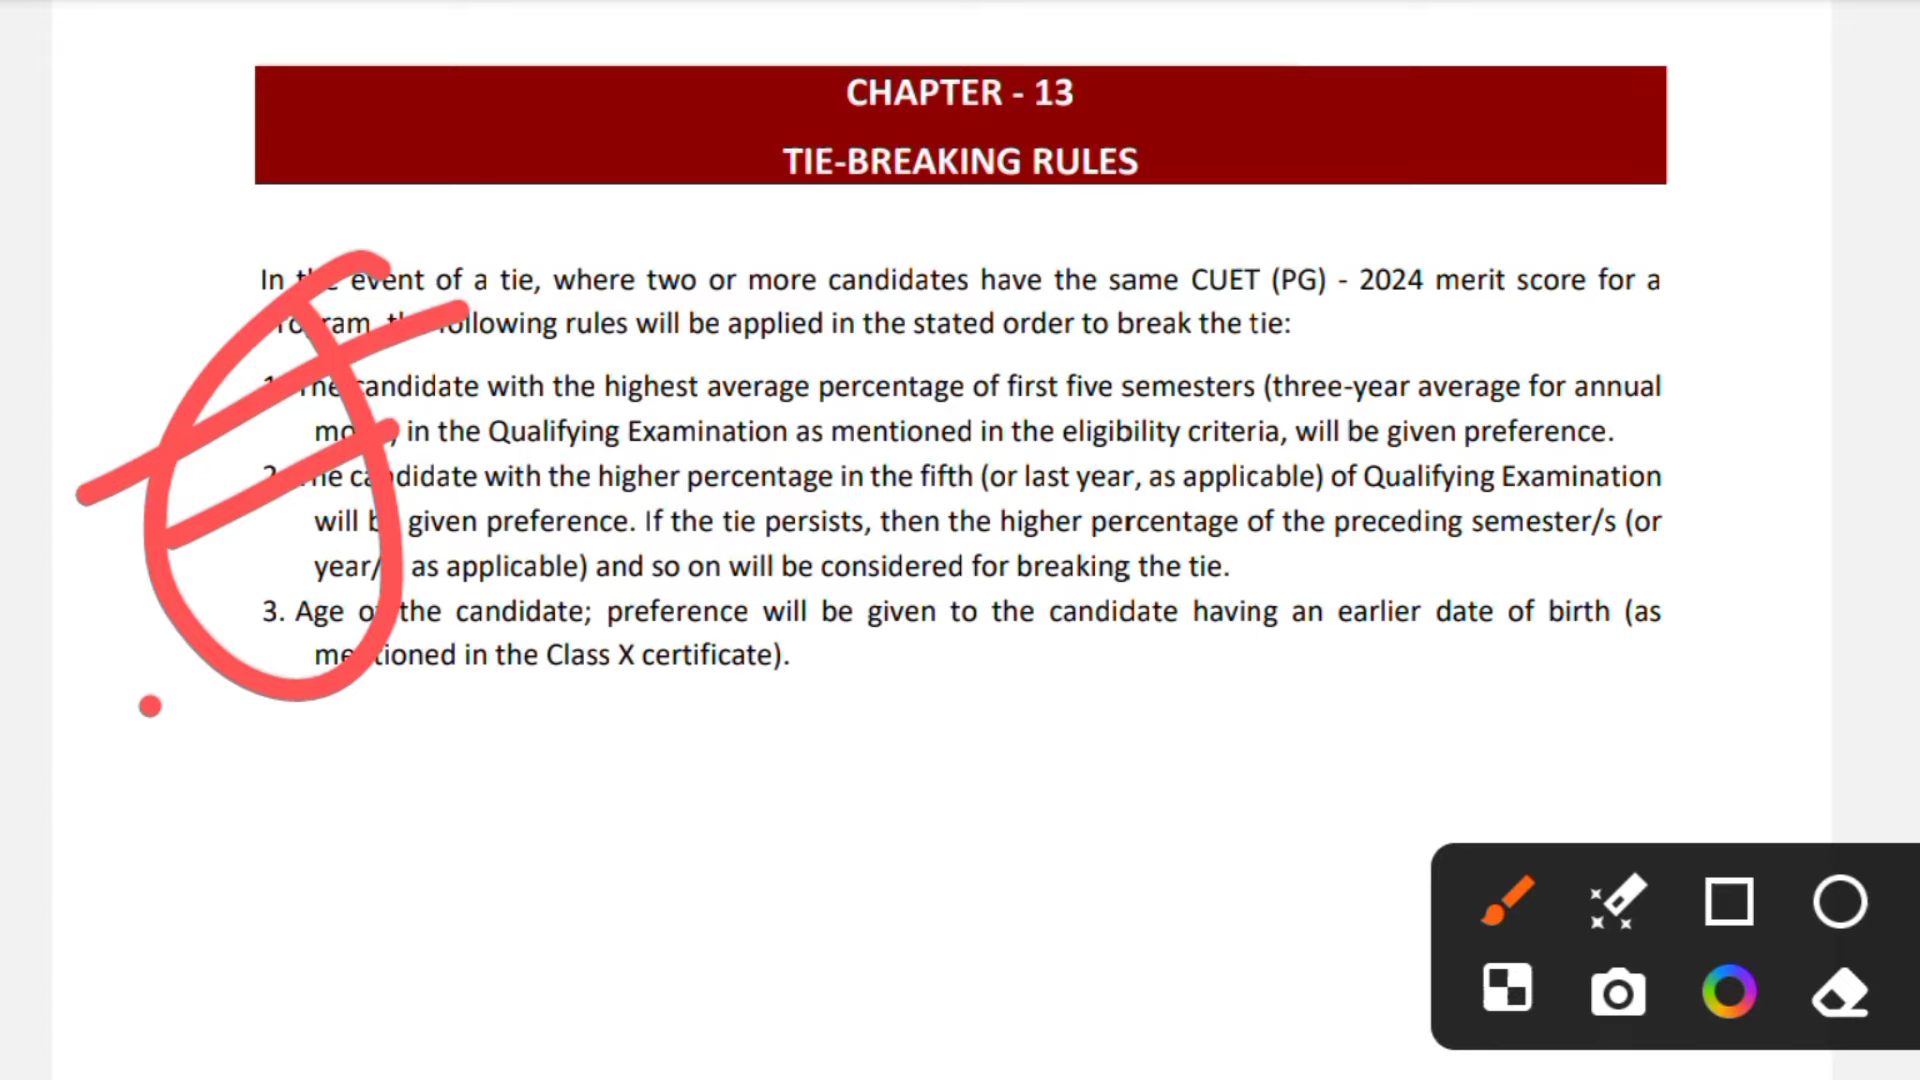 CHAPTER - 13
TIE-BREAKING RULES
In event of a tie, where two or more candidates have the same CUET (PG) - 2024 merit score for a
following rules will be applied in the stated order to break the tie:
candidate with the highest average percentage of first five semesters (three-year average for annual
in the Qualifying Examination as mentioned in the eligibility criteria, will be given preference.
candidate with the higher percentage in the fifth (or last year, as applicable) of Qualifying Examination
will given preference. If the tie persists, then the higher percentage of the preceding semester/s (or
as applicable) and so on will be considered for breaking the tie.
3. Age of the candidate; preference will be given to the candidate having an earlier date of birth (as
mentioned in the Class X certificate).